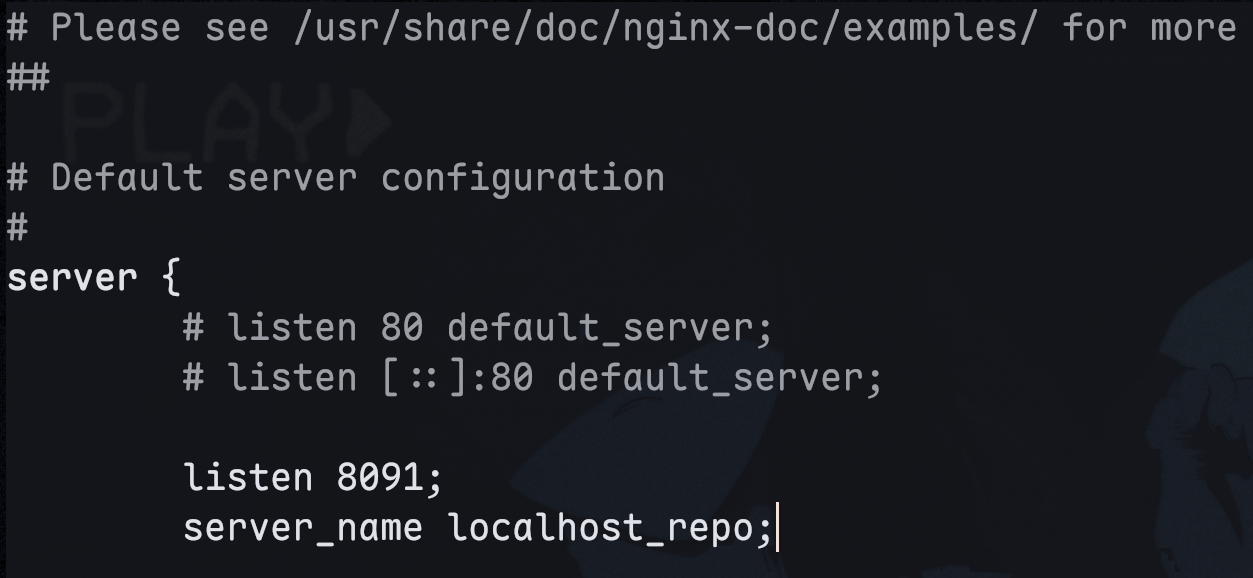 # Please see /usr/share/doc/nginx-doc/examples/ for more
##
PLAY
# Default server configuration
#
server {
        # listen 80 default_server;
        # listen [::]:80 default_server;

        listen 8091;
        server_name localhost_repo;